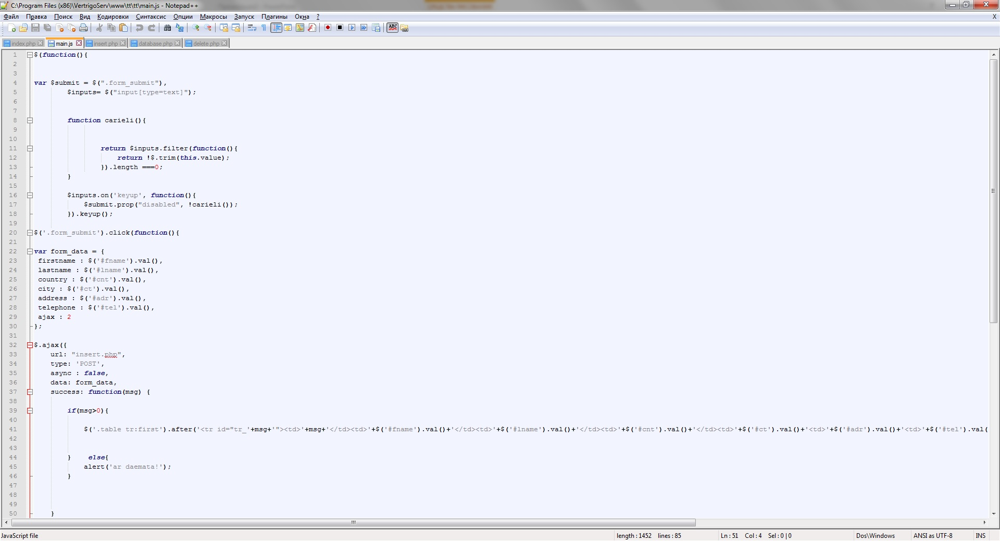 C:\Program Files (x86)\VertrigoServ\www\tt\tt\main.js - Notepad++
Файл Правка Поиск Вид Кодировки Синтаксис Опции Макросы Запуск Плагины Окна ? X
ABC
index.php main.js insert.php database.php delete.php
1 $(function(){
2
3
4 var $submit = $(".form_submit"),
5 $inputs= $("input[type=text]");
6
7
8 function carieli(){
9
10
11 return $inputs.filter(function(){
12 return !$.trim(this.value);
13 }).length ===0;
14 }
15
16 $inputs.on('keyup', function(){
17 $submit.prop("disabled", !carieli());
18 }).keyup();
19
20 $('.form_submit').click(function(){
21
22 var form_data = {
23 firstname : $('#fname').val(),
24 lastname : $('#lname').val(),
25 country : $('#cnt').val(),
26 city : $('#ct').val(),
27 address : $('#adr').val(),
28 telephone : $('#tel').val(),
29 ajax : 2
30 };
31
32 $.ajax({
33 url: "insert.php",
34 type: 'POST',
35 async : false,
36 data: form_data,
37 success: function(msg) {
38
39 if(msg>0){
40
41 $('.table tr:first').after('<tr id="tr_'+msg+'"><td>'+msg+'</td><td>'+$('#fname').val()+'</td><td>'+$('#lname').val()+'</td><td>'+$('#cnt').val()+'</td><td>'+$('#ct').val()+'<td>'+$('#adr').val()+'<td>'+$('#tel').val(
42
43
44 } else{
45 alert('ar daemata!');
46 }
47
48
49
50 }
JavaScript file length : 1452 lines : 85 Ln : 51 Col : 4 Sel : 0 | 0 Dos\Windows ANSI as UTF-8 INS